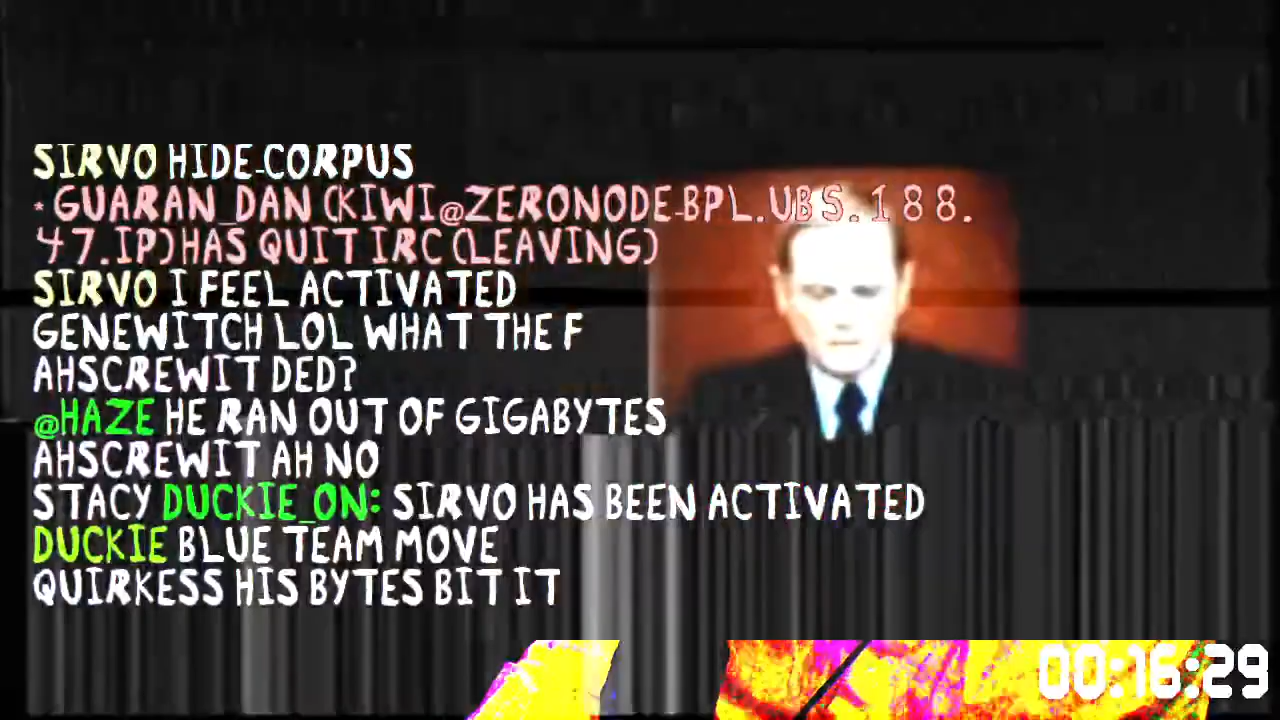 SIRVO HIDE-CORPUS
* GUARAN_DAN (KIWI@ZERONODE-BPL.UBS.188.
47.IP) HAS QUIT IRC (LEAVING)
SIRVO I FEEL ACTIVATED
GENEWITCH LOL WHAT THE F
AHSCREWIT DED?
@HAZE HE RAN OUT OF GIGABYTES
AHSCREWIT AH NO
STACY DUCKIE_ON: SIRVO HAS BEEN ACTIVATED
DUCKIE BLUE TEAM MOVE
QUIRKESS HIS BYTES BIT IT
00:16:29